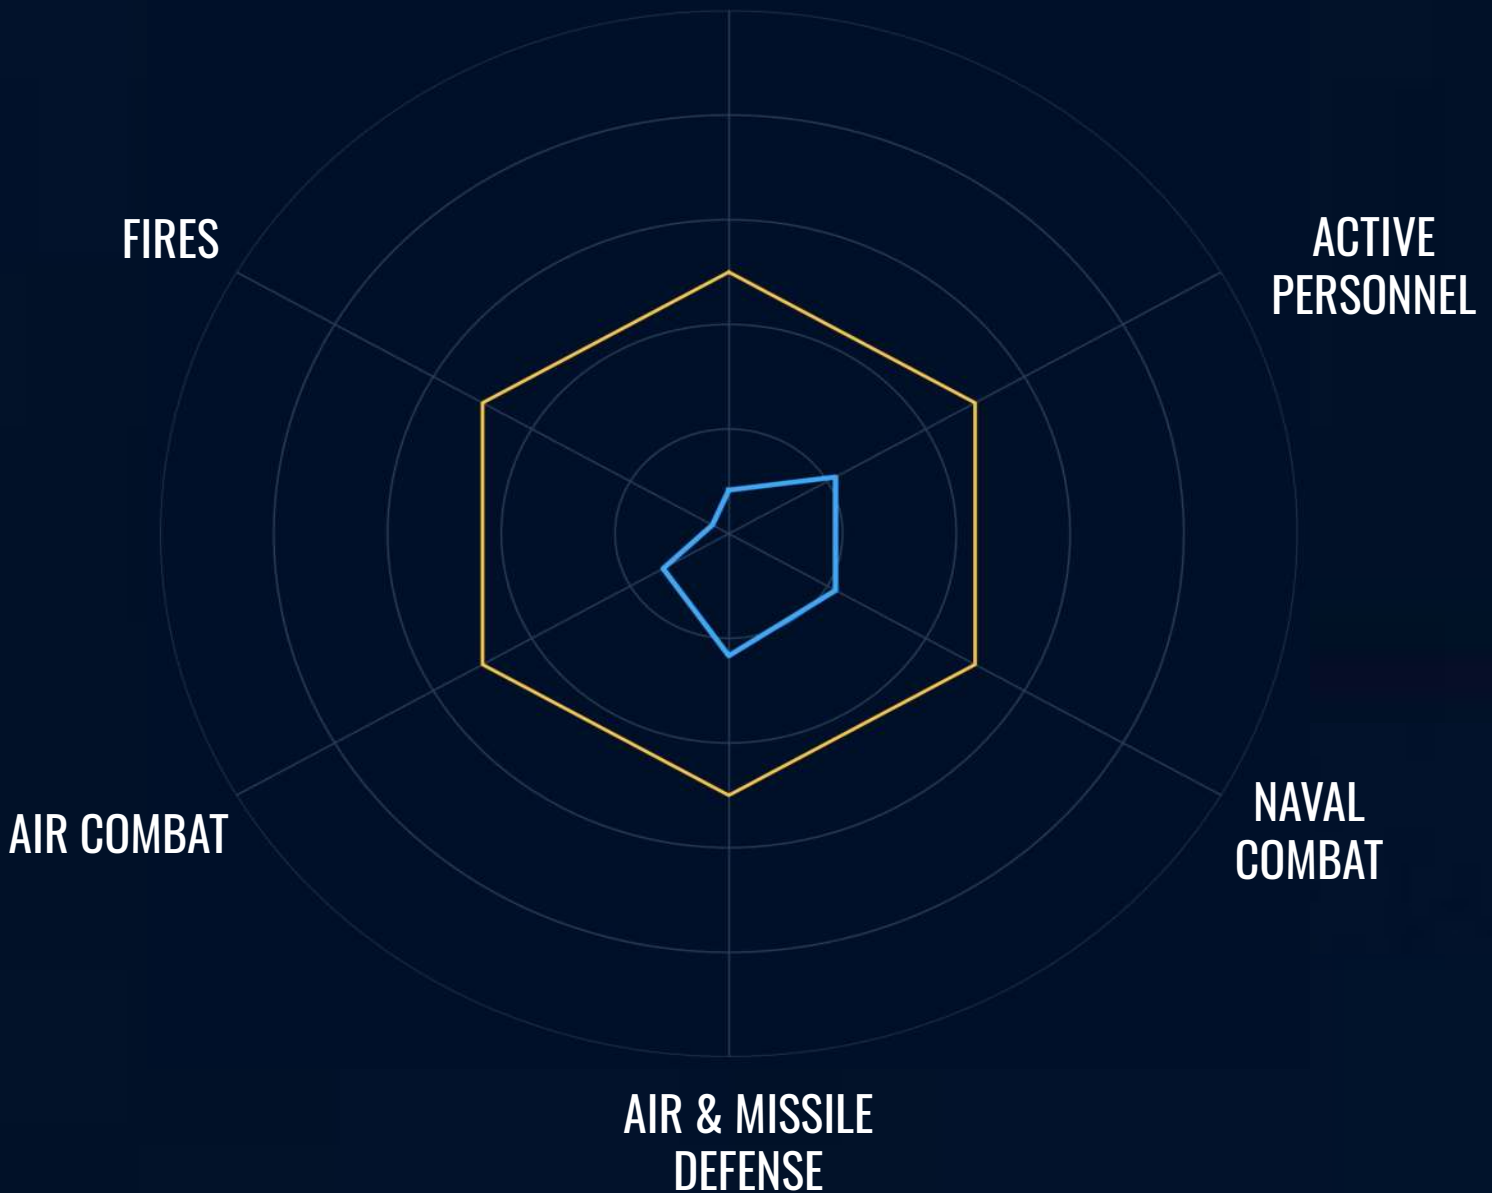 FIRES
ACTIVE
PERSONNEL
AIR COMBAT
NAVAL
COMBAT
AIR & MISSILE
DEFENSE